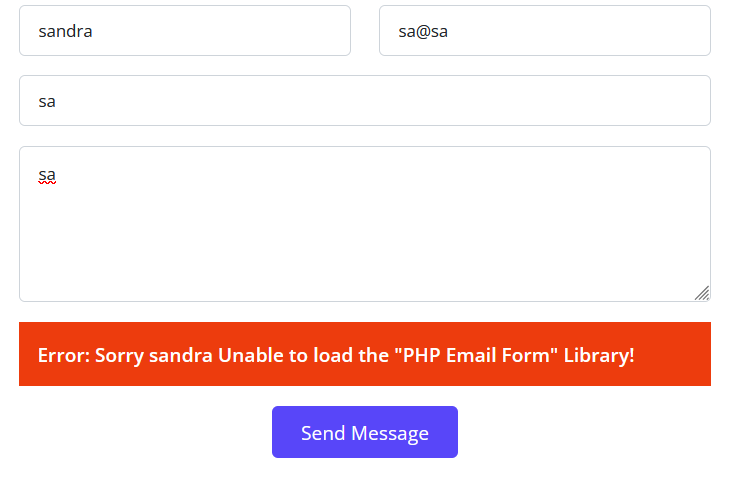 sandra
sa@sa
sa
sa
Error: Sorry sandra Unable to load the "PHP Email Form" Library!
Send Message